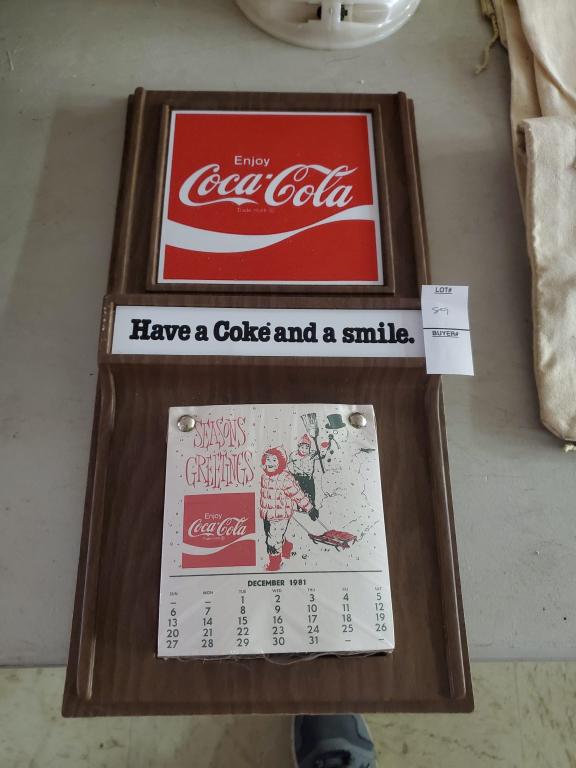 Enjoy
Coca-Cola
Trade-mark ®
LOT#
BUYER#
Have a Coke and a smile.
SEASONS
GREETINGS
Enjoy
Coca-Cola
DECEMBER 1981
SUN MON TUE WED THU FRI SAT
– – 1 2 3 4 5
6 7 8 9 10 11 12
13 14 15 16 17 18 19
20 21 22 23 24 25 26
27 28 29 30 31 – –